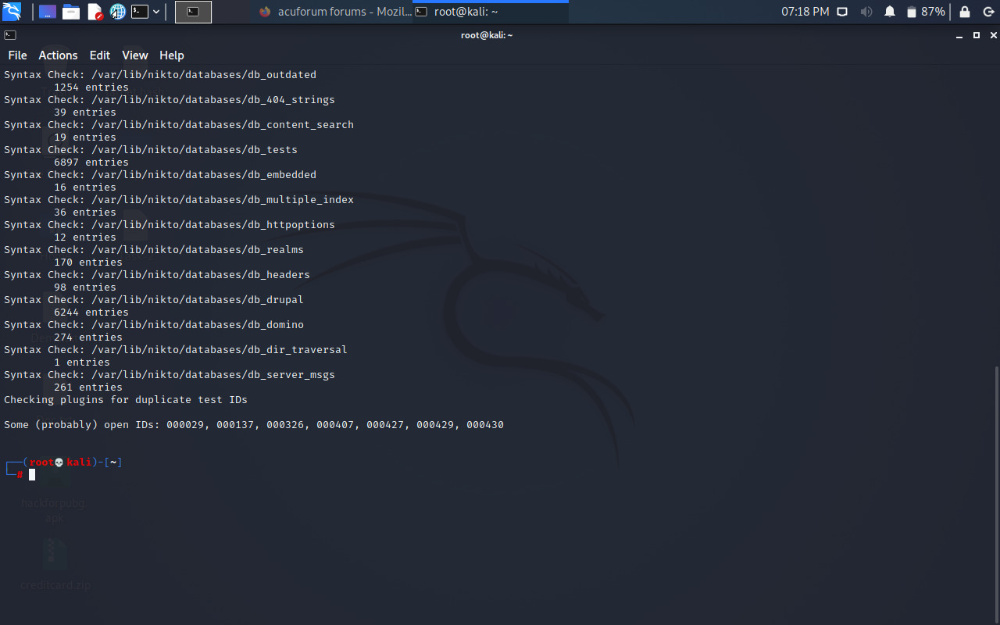 acuforum forums - Mozil...
root@kali: ~
07:18 PM
87%
root@kali: ~
File Actions Edit View Help
Syntax Check: /var/lib/nikto/databases/db_outdated
1254 entries
Syntax Check: /var/lib/nikto/databases/db_404_strings
39 entries
Syntax Check: /var/lib/nikto/databases/db_content_search
19 entries
Syntax Check: /var/lib/nikto/databases/db_tests
6897 entries
Syntax Check: /var/lib/nikto/databases/db_embedded
16 entries
Syntax Check: /var/lib/nikto/databases/db_multiple_index
36 entries
Syntax Check: /var/lib/nikto/databases/db_httpoptions
12 entries
Syntax Check: /var/lib/nikto/databases/db_realms
170 entries
Syntax Check: /var/lib/nikto/databases/db_headers
98 entries
Syntax Check: /var/lib/nikto/databases/db_drupal
6244 entries
Syntax Check: /var/lib/nikto/databases/db_domino
274 entries
Syntax Check: /var/lib/nikto/databases/db_dir_traversal
1 entries
Syntax Check: /var/lib/nikto/databases/db_server_msgs
261 entries
Checking plugins for duplicate test IDs
Some (probably) open IDs: 000029, 000137, 000326, 000407, 000427, 000429, 000430
┌──(root💀kali)-[~]
└─#
hackforpubg.
apk
creditcard.zip